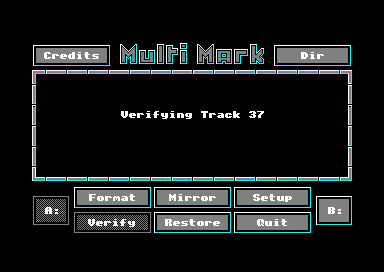 Credits
Multi Mark
Dir
Verifying Track 37
A:
Format
Mirror
Setup
B:
Verify
Restore
Quit